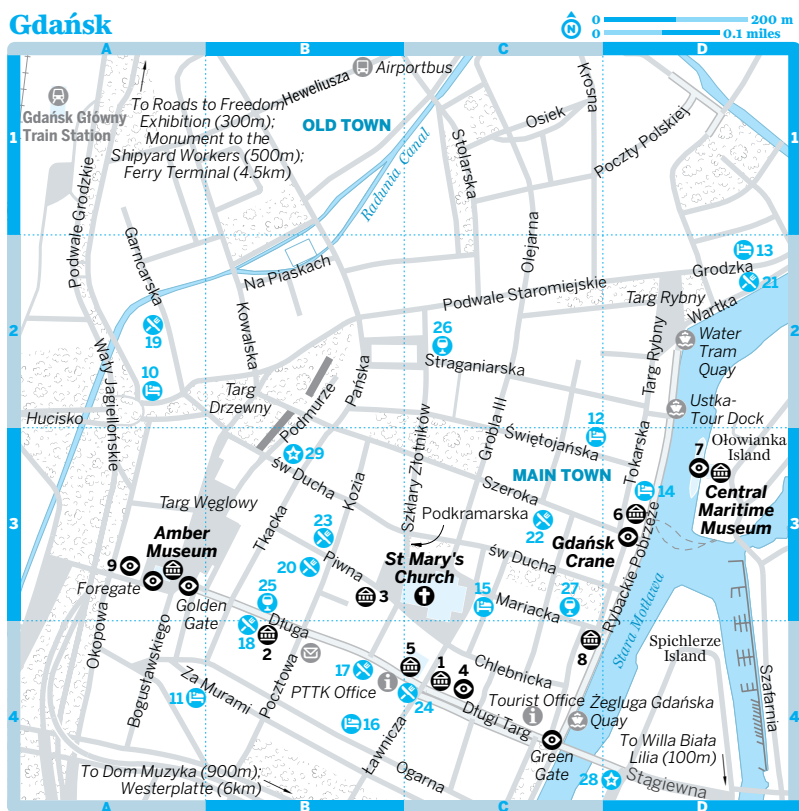 Gdańsk
0 200 m
0 0.1 miles
N
A B C D
1
2
3
4
Gdańsk Główny
Train Station
To Roads to Freedom
Exhibition (300m);
Monument to the
Shipyard Workers (500m);
Ferry Terminal (4.5km)
Heweliusza
Airportbus
OLD TOWN
Radunia Canal
Stolarska
Osiek
Krosna
Poczty Polskiej
1
Podwale Grodzkie
Garncarska
Na Piaskach
Kowalska
Olejarna
Podwale Staromiejskie
Targ Rybny
Grodzka
13
21
Wartka
Water
Tram
Quay
Targ Rybny
26
Straganiarska
19
10
Waty Jagiellońskie
Hucisko
Targ
Drzewny
Podmurze
Pańska
Ustka-
Tour Dock
2
12
Świętojańska
Grobla III
Szklary Złotników
Tokarska
7
Ołowianka
Island
29
św Ducha
Kozia
MAIN TOWN
Szeroka
14
Central
Maritime
Museum
Targ Węglowy
Tkacka
23
Podkramarska
22
6
Gdańsk
Crane
Amber
Museum
9
Foregate
Golden
Gate
20
Piwna
3
St Mary's
Church
św Ducha
15
Mariacka
27
Rybackie Pobrzeże
3
25
18
2
Długa
Okopowa
Bogusławskiego
8
Stara Motława
Spichlerze
Island
Szafarnia
Za Murami
11
Pocztowa
17
PTTK Office
5
1
4
24
Chlebnicka
Tourist Office
Żegluga Gdańska
Quay
16
Ławnicza
Długi Targ
Green
Gate
Ogarna
To Willa Biała
Lilia (100m)
28
Stągiewna
To Dom Muzyka (900m);
Westerplatte (6km)
4
A B C D